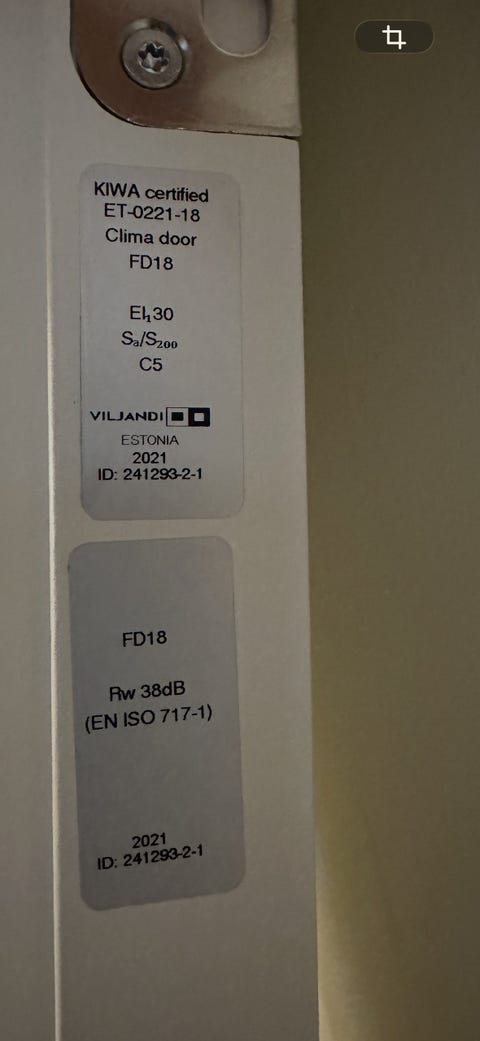 KIWA certified
ET-0221-18
Clima door
FD18
EI₁30
Sₐ/S₂₀₀
C5
VILJANDI
ESTONIA
2021
ID: 241293-2-1
FD18
Rw 38dB
(EN ISO 717-1)
2021
ID: 241293-2-1